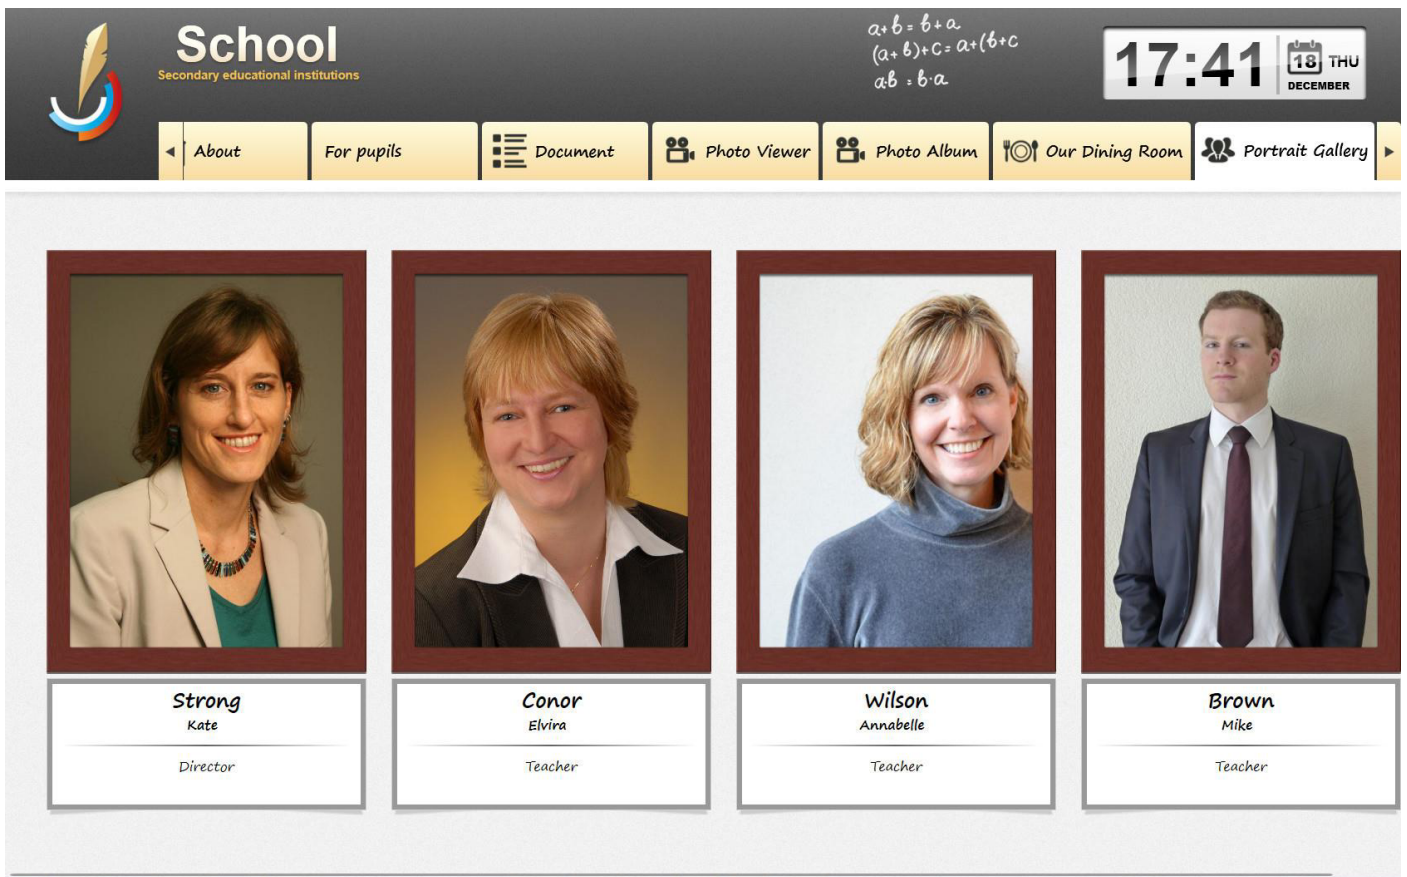 School
Secondary educational institutions
a+b=b+a
(a+b)+c=a+(b+c
ab=b·a
17:41
18 THU
DECEMBER
About
For pupils
Document
Photo Viewer
Photo Album
Our Dining Room
Portrait Gallery
Strong
Kate
Director
Conor
Elvira
Teacher
Wilson
Annabelle
Teacher
Brown
Mike
Teacher